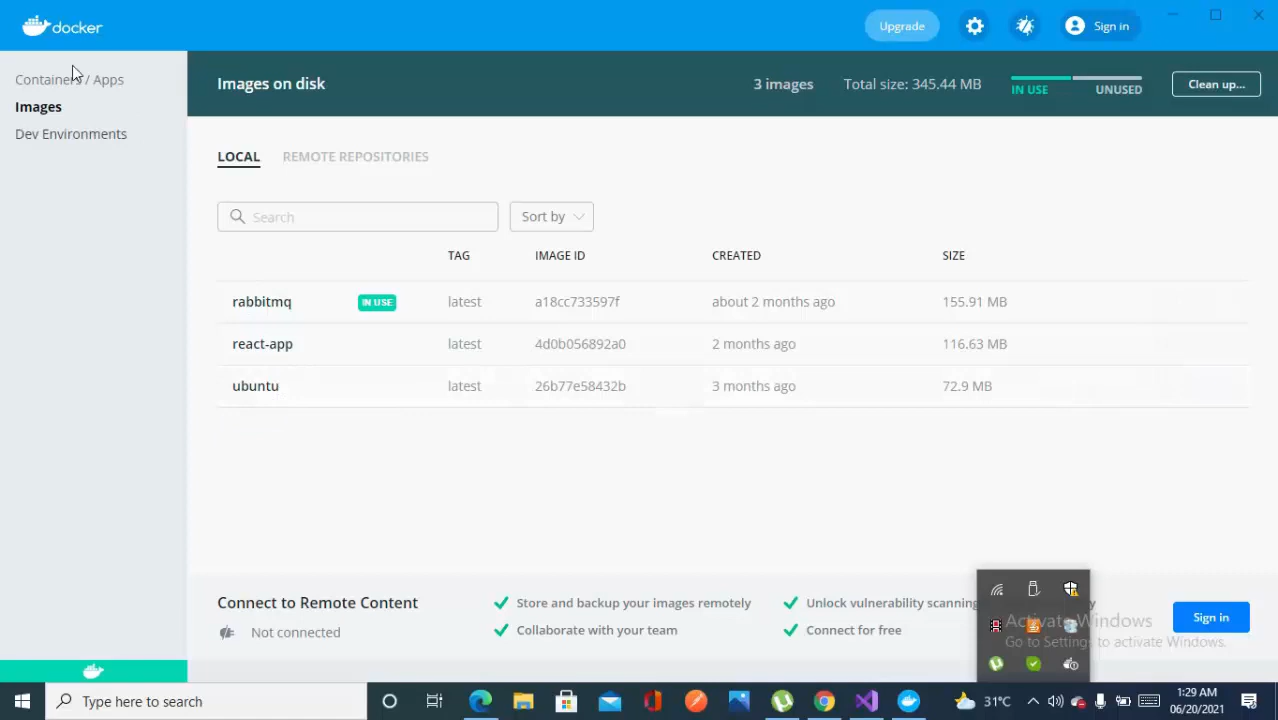 docker
Upgrade
Sign in
Containers / Apps
Images
Dev Environments
Images on disk
3 images
Total size: 345.44 MB
IN USE
UNUSED
Clean up...
LOCAL
REMOTE REPOSITORIES
Search
Sort by
TAG
IMAGE ID
CREATED
SIZE
rabbitmq IN USE latest a18cc733597f about 2 months ago 155.91 MB
react-app latest 4d0b056892a0 2 months ago 116.63 MB
ubuntu latest 26b77e58432b 3 months ago 72.9 MB
Connect to Remote Content
Not connected
Store and backup your images remotely
Collaborate with your team
Unlock vulnerability scanning
Connect for free
Sign in
Activate Windows
Go to Settings to activate Windows.
Type here to search
31°C
1:29 AM
06/20/2021